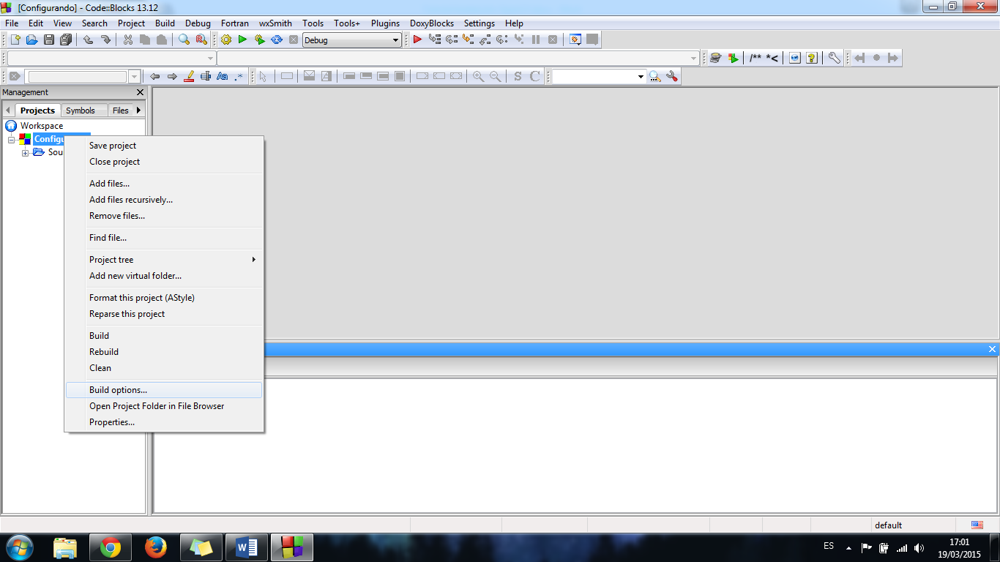 [Configurando] - Code::Blocks 13.12
File Edit View Search Project Build Debug Fortran wxSmith Tools Tools+ Plugins DoxyBlocks Settings Help
Debug
/** *<
Aa .*
S C
Management
Projects Symbols Files
Workspace
Configu
Sou
Save project
Close project
Add files...
Add files recursively...
Remove files...
Find file...
Project tree
Add new virtual folder...
Format this project (AStyle)
Reparse this project
Build
Rebuild
Clean
Build options...
Open Project Folder in File Browser
Properties...
default
ES
17:01
19/03/2015